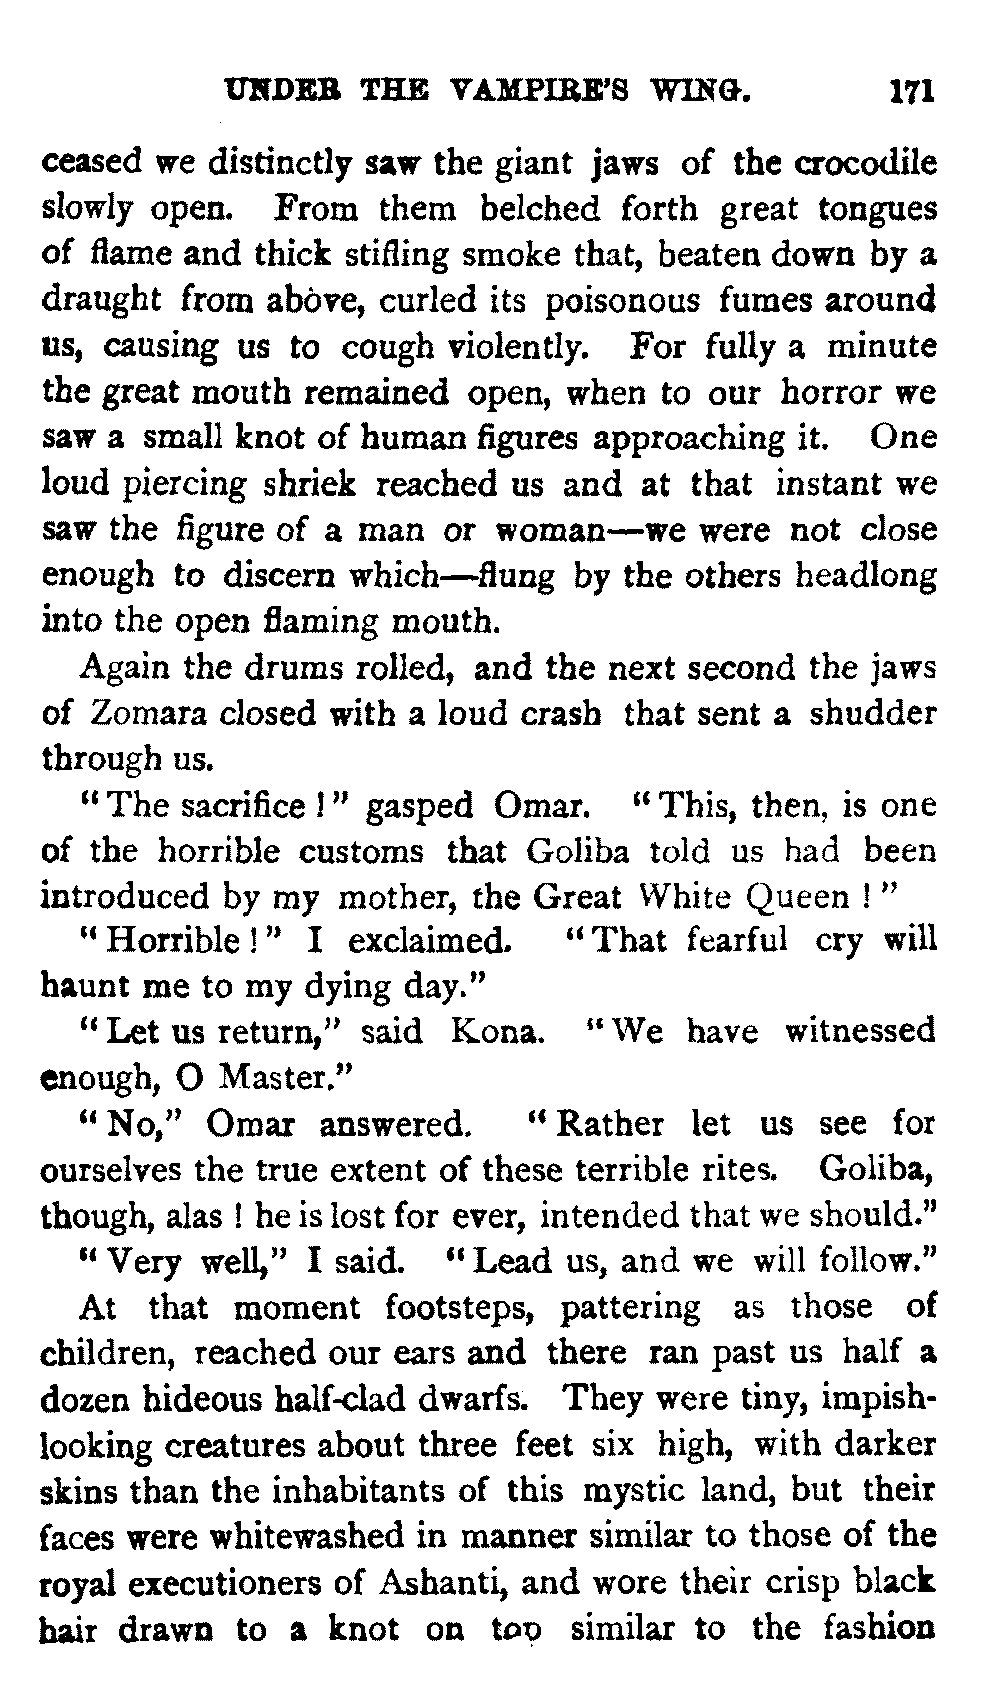 UNDER THE VAMPIRE'S WING. 171
ceased we distinctly saw the giant jaws of the crocodile
slowly open. From them belched forth great tongues
of flame and thick stifling smoke that, beaten down by a
draught from above, curled its poisonous fumes around
us, causing us to cough violently. For fully a minute
the great mouth remained open, when to our horror we
saw a small knot of human figures approaching it. One
loud piercing shriek reached us and at that instant we
saw the figure of a man or woman—we were not close
enough to discern which—flung by the others headlong
into the open flaming mouth.
Again the drums rolled, and the next second the jaws
of Zomara closed with a loud crash that sent a shudder
through us.
"The sacrifice!" gasped Omar. "This, then, is one
of the horrible customs that Goliba told us had been
introduced by my mother, the Great White Queen!"
"Horrible!" I exclaimed. "That fearful cry will
haunt me to my dying day."
"Let us return," said Kona. "We have witnessed
enough, O Master."
"No," Omar answered. "Rather let us see for
ourselves the true extent of these terrible rites. Goliba,
though, alas! he is lost for ever, intended that we should."
"Very well," I said. "Lead us, and we will follow."
At that moment footsteps, pattering as those of
children, reached our ears and there ran past us half a
dozen hideous half-clad dwarfs. They were tiny, impish-
looking creatures about three feet six high, with darker
skins than the inhabitants of this mystic land, but their
faces were whitewashed in manner similar to those of the
royal executioners of Ashanti, and wore their crisp black
hair drawn to a knot on top similar to the fashion